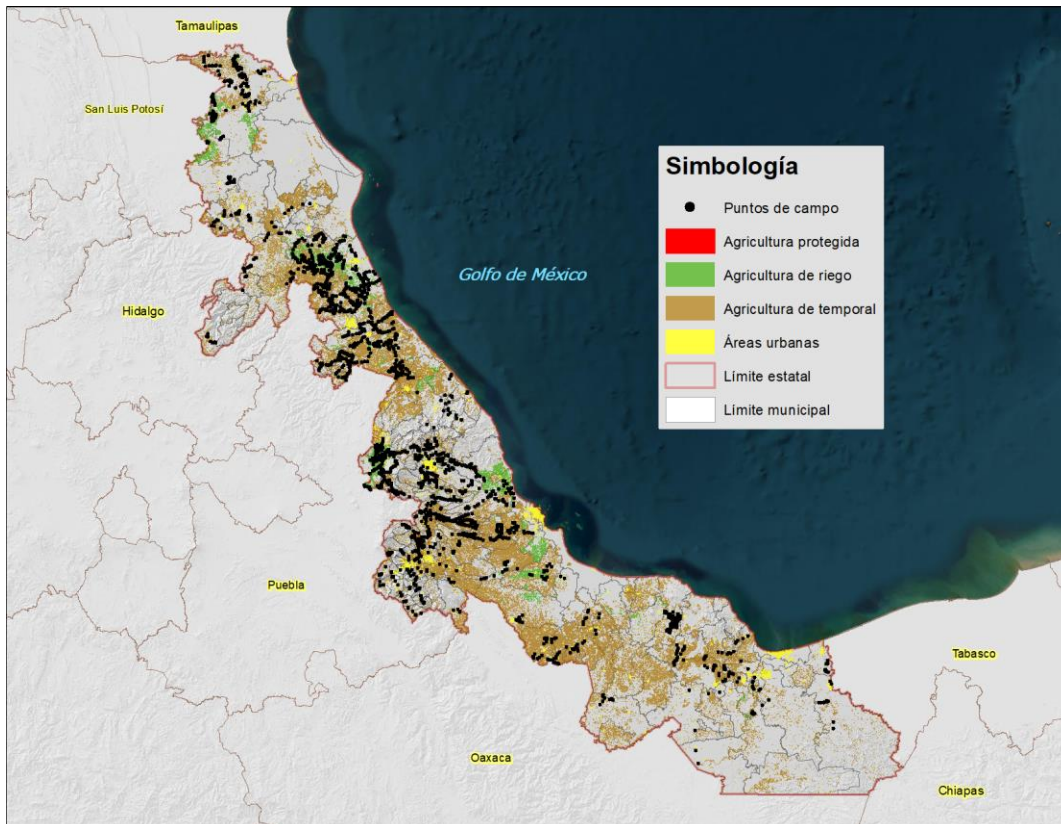 Tamaulipas
San Luis Potosí
Simbología
Puntos de campo
Agricultura protegida
Agricultura de riego
Agricultura de temporal
Áreas urbanas
Límite estatal
Límite municipal
Golfo de México
Hidalgo
Puebla
Tabasco
Oaxaca
Chiapas